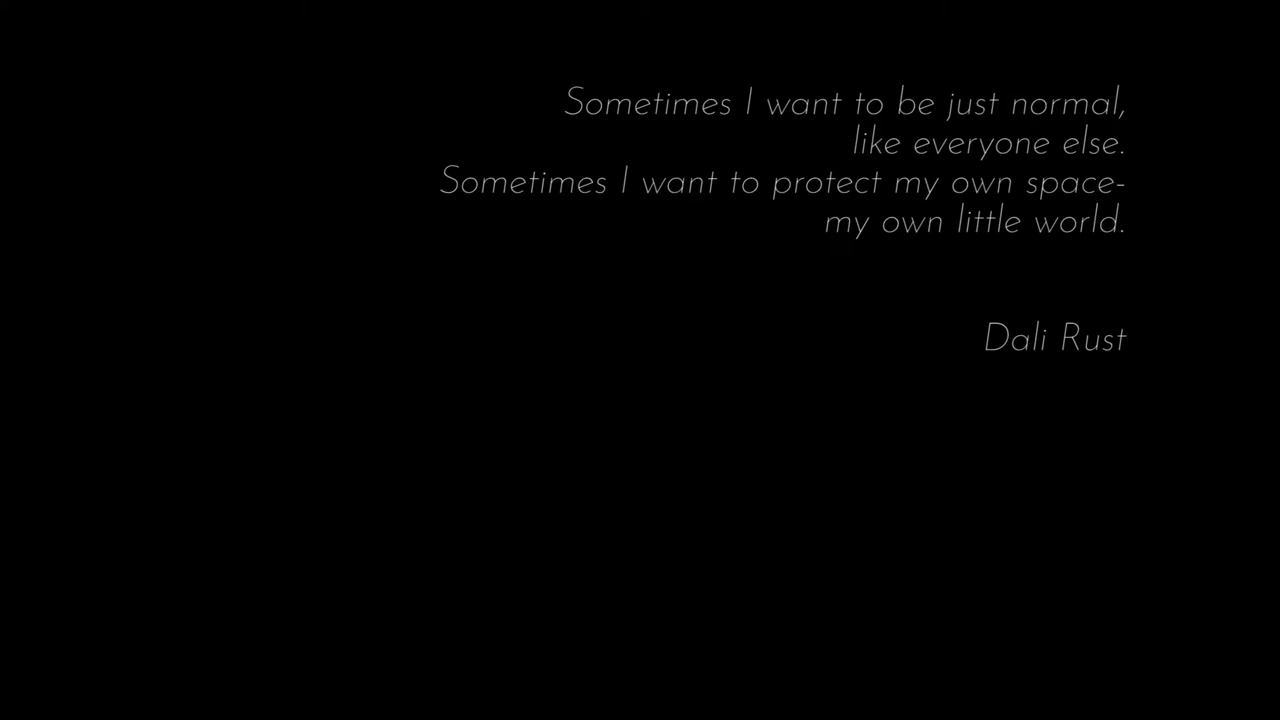 Sometimes I want to be just normal,
like everyone else.
Sometimes I want to protect my own space-
my own little world.
Dali Rust